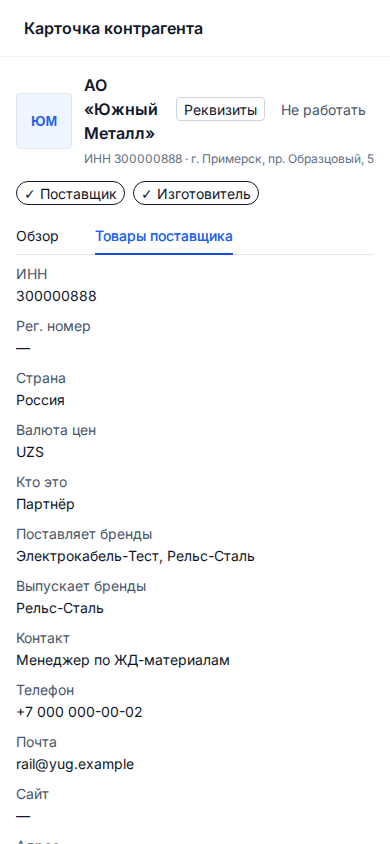 Карточка контрагента
ЮМ
АО
«Южный
Металл»
Реквизиты
Не работать
ИНН 300000888 · г. Примерск, пр. Образцовый, 5
✓ Поставщик
✓ Изготовитель
Обзор
Товары поставщика
ИНН
300000888
Рег. номер
—
Страна
Россия
Валюта цен
UZS
Кто это
Партнёр
Поставляет бренды
Электрокабель-Тест, Рельс-Сталь
Выпускает бренды
Рельс-Сталь
Контакт
Менеджер по ЖД-материалам
Телефон
+7 000 000-00-02
Почта
rail@yug.example
Сайт
—